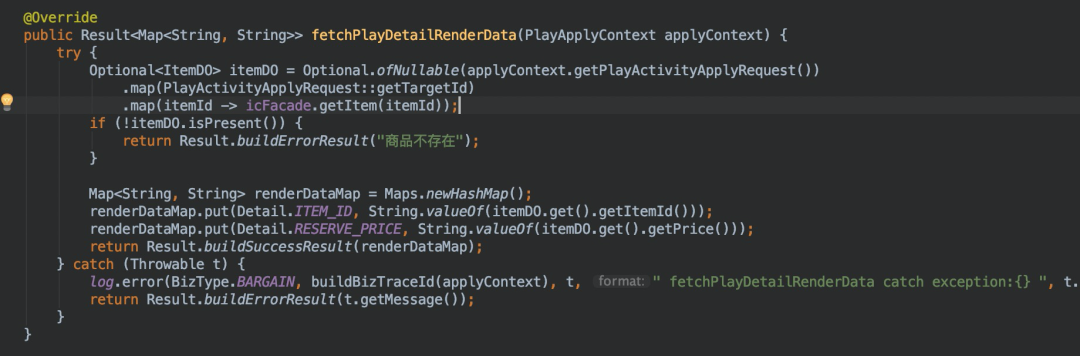 @Override
public Result<Map<String, String>> fetchPlayDetailRenderData(PlayApplyContext applyContext) {
    try {
        Optional<ItemDO> itemDO = Optional.ofNullable(applyContext.getPlayActivityApplyRequest())
            .map(PlayActivityApplyRequest::getTargetId)
            .map(itemId -> icFacade.getItem(itemId));
        if (!itemDO.isPresent()) {
            return Result.buildErrorResult("商品不存在");
        }

        Map<String, String> renderDataMap = Maps.newHashMap();
        renderDataMap.put(Detail.ITEM_ID, String.valueOf(itemDO.get().getItemId()));
        renderDataMap.put(Detail.RESERVE_PRICE, String.valueOf(itemDO.get().getPrice()));
        return Result.buildSuccessResult(renderDataMap);
    } catch (Throwable t) {
        log.error(BizType.BARGAIN, buildBizTraceId(applyContext), t, format: " fetchPlayDetailRenderData catch exception:{} ", t.
        return Result.buildErrorResult(t.getMessage());
    }
}